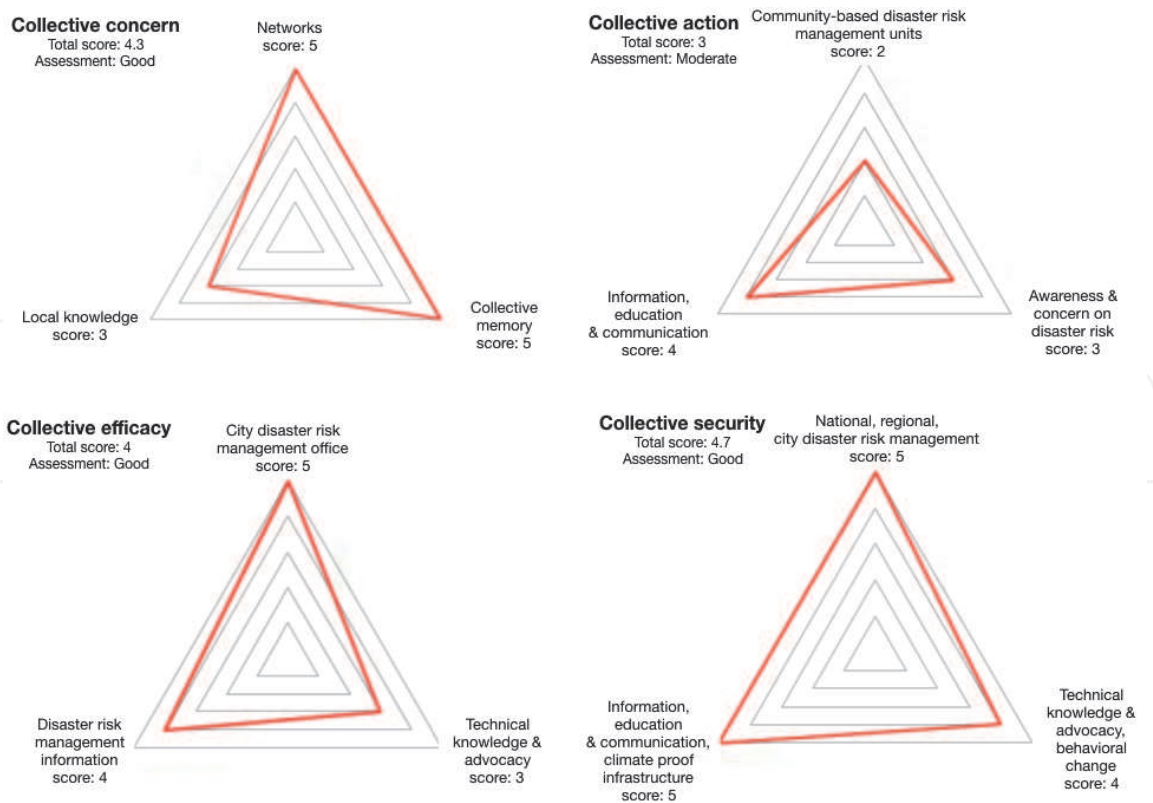 Collective concern
Total score: 4.3
Assessment: Good
Networks
score: 5
Local knowledge
score: 3
Collective
memory
score: 5
Collective action
Total score: 3
Assessment: Moderate
Community-based disaster risk
management units
score: 2
Information,
education
& communication
score: 4
Awareness &
concern on
disaster risk
score: 3
Collective efficacy
Total score: 4
Assessment: Good
City disaster risk
management office
score: 5
Disaster risk
management
information
score: 4
Technical
knowledge &
advocacy
score: 3
Collective security
Total score: 4.7
Assessment: Good
National, regional,
city disaster risk management
score: 5
Information,
education
& communication,
climate proof
infrastructure
score: 5
Technical
knowledge &
advocacy,
behavioral
change
score: 4